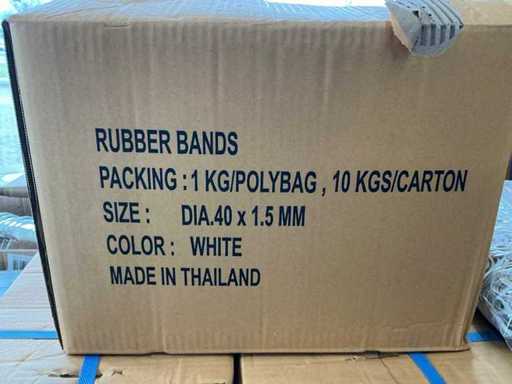 RUBBER BANDS
PACKING : 1 KG/POLYBAG , 10 KGS/CARTON
SIZE : DIA.40 x 1.5 MM
COLOR : WHITE
MADE IN THAILAND